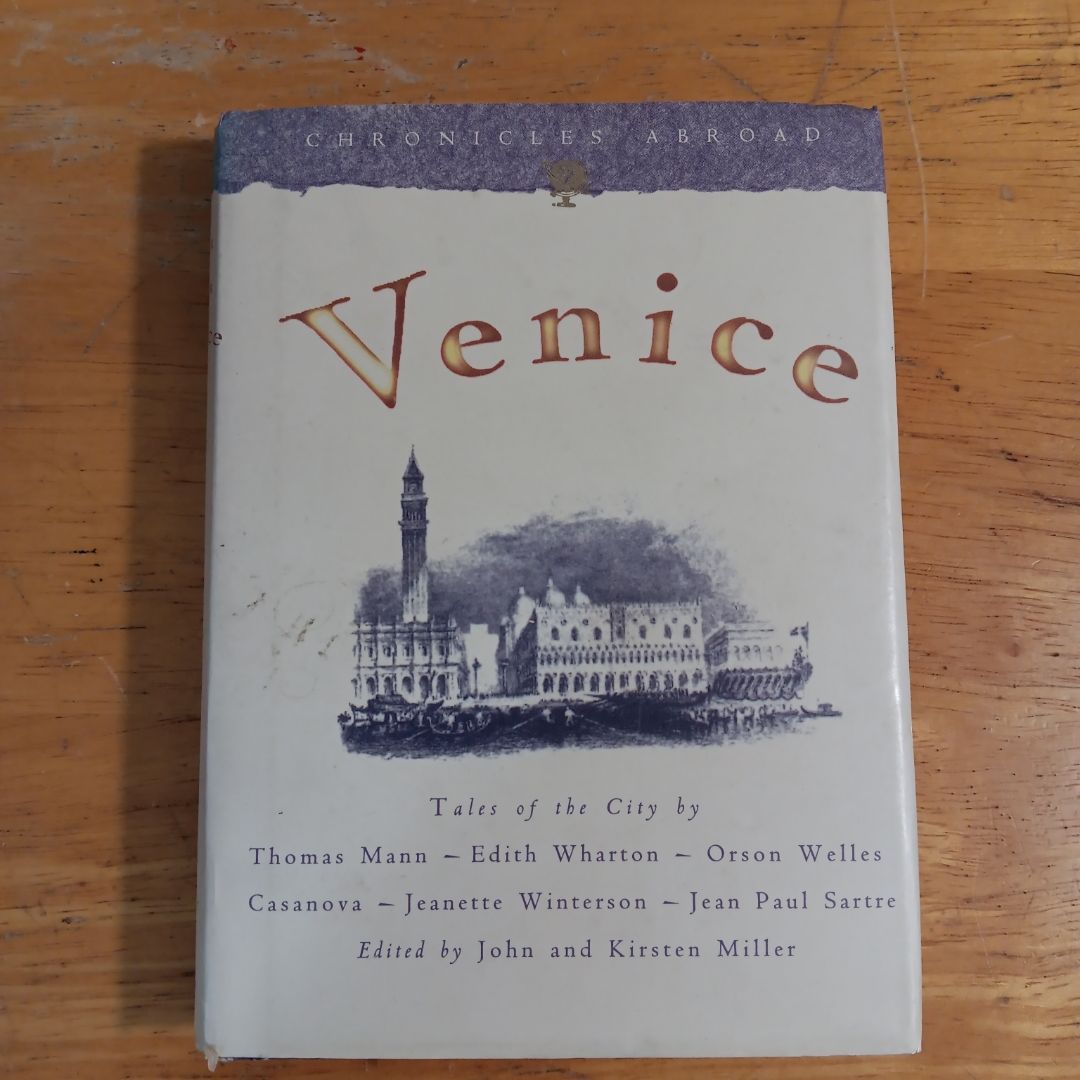 CHRONICLES ABROAD
Venice
ce
Tales of the City by
Thomas Mann – Edith Wharton – Orson Welles
Casanova – Jeanette Winterson – Jean Paul Sartre
Edited by John and Kirsten Miller